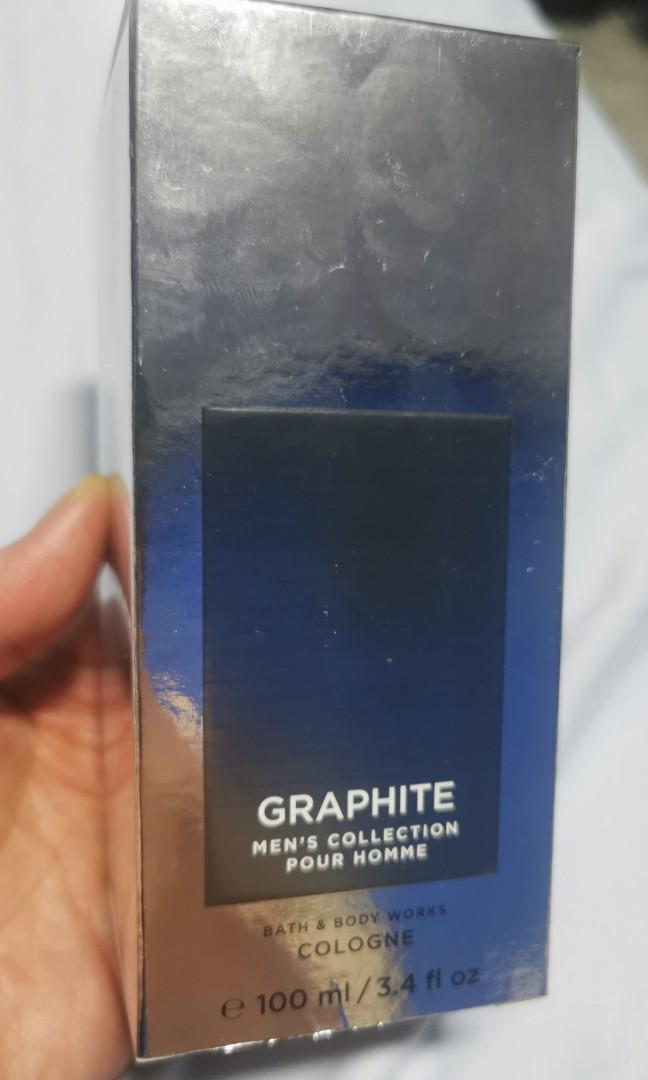 GRAPHITE
MEN'S COLLECTION
POUR HOMME
BATH & BODY WORKS
COLOGNE
℮ 100 ml / 3.4 fl oz